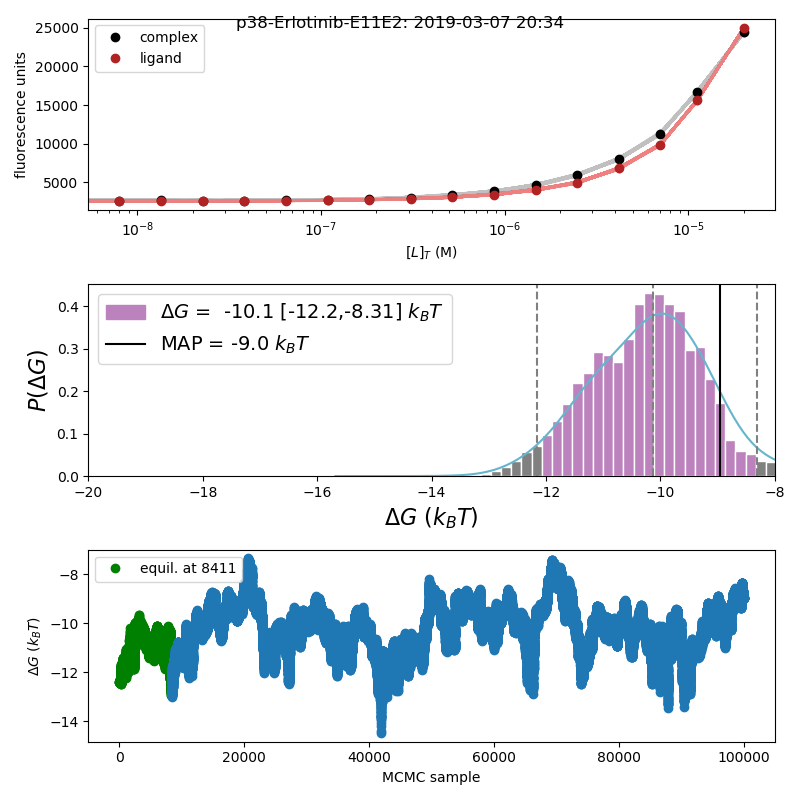 p38-Erlotinib-E11E2: 2019-03-07 20:34
complex
ligand
fluorescence units
25000
20000
15000
10000
5000
10⁻⁸
10⁻⁷
10⁻⁶
10⁻⁵
[L]_T (M)
ΔG = -10.1 [-12.2,-8.31] k_BT
MAP = -9.0 k_BT
P(ΔG)
0.4
0.3
0.2
0.1
0.0
−20
−18
−16
−14
−12
−10
−8
ΔG (k_BT)
equil. at 8411
ΔG (k_BT)
−8
−10
−12
−14
0
20000
40000
60000
80000
100000
MCMC sample